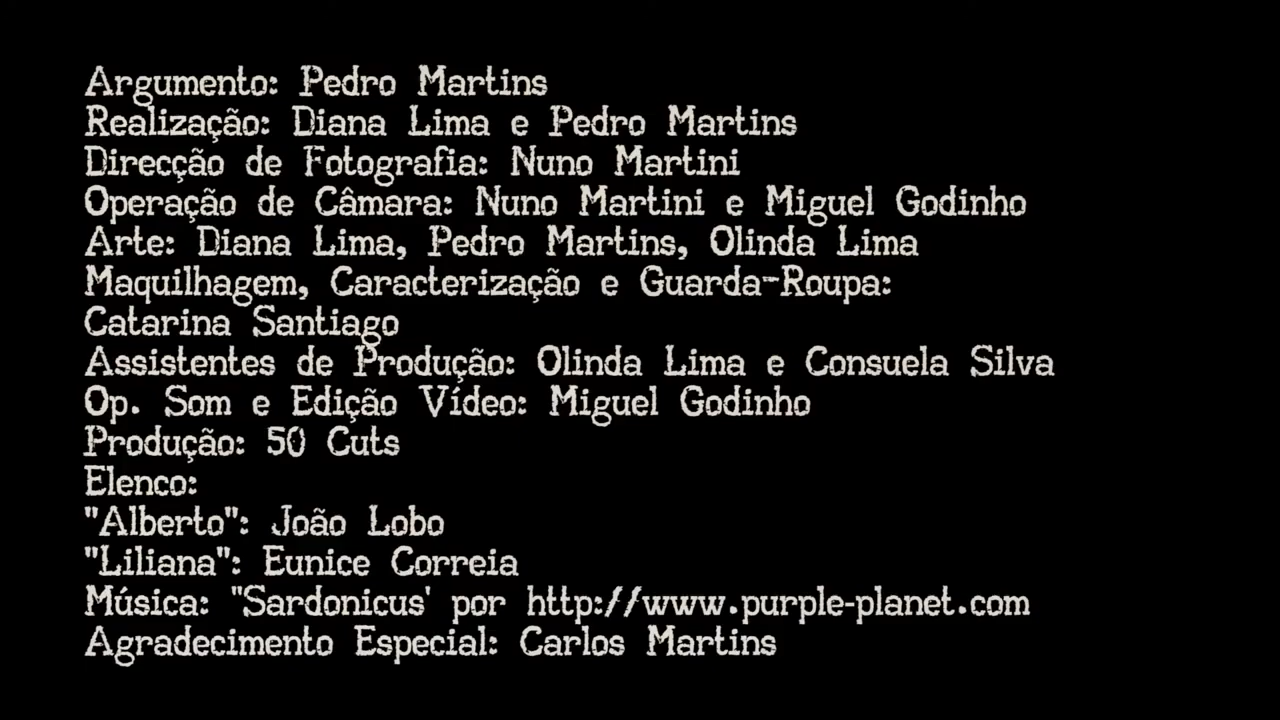 Argumento: Pedro Martins
Realização: Diana Lima e Pedro Martins
Direcção de Fotografia: Nuno Martini
Operação de Câmara: Nuno Martini e Miguel Godinho
Arte: Diana Lima, Pedro Martins, Olinda Lima
Maquilhagem, Caracterização e Guarda-Roupa:
Catarina Santiago
Assistentes de Produção: Olinda Lima e Consuela Silva
Op. Som e Edição Vídeo: Miguel Godinho
Produção: 50 Cuts
Elenco:
"Alberto": João Lobo
"Liliana": Eunice Correia
Música: "Sardonicus' por http://www.purple-planet.com
Agradecimento Especial: Carlos Martins